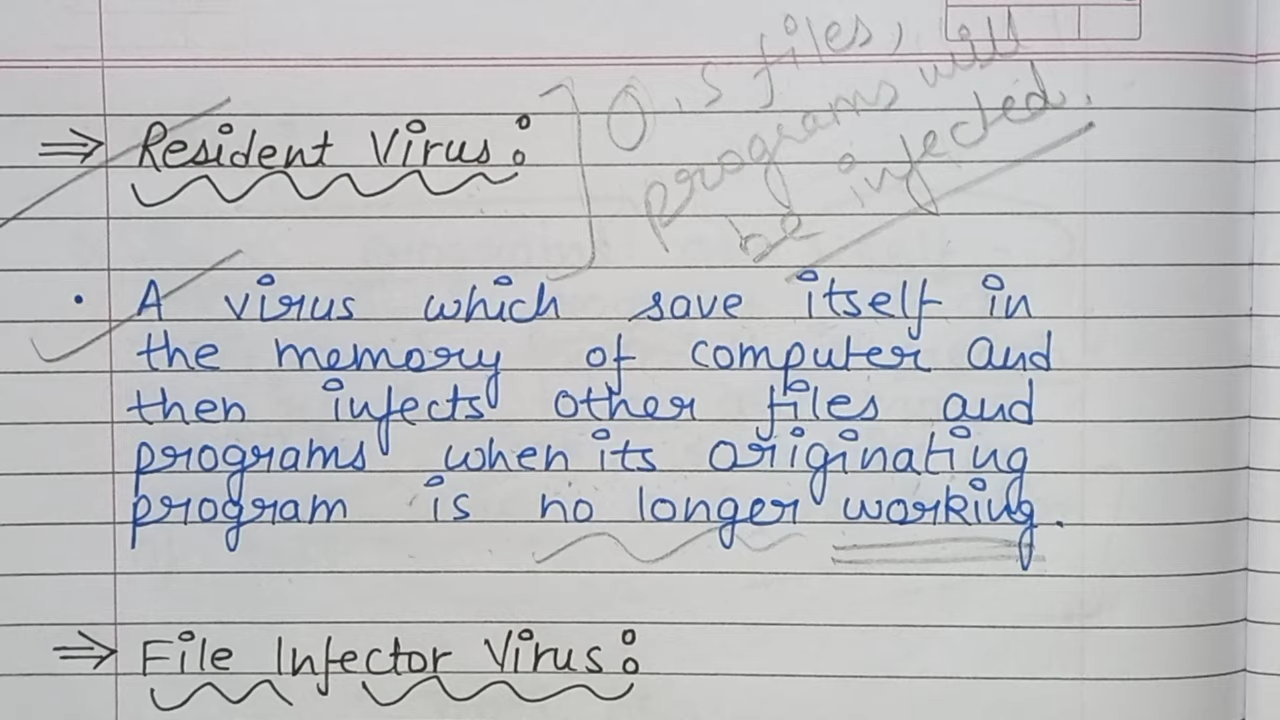 ⇒ Resident Virus:
O.S files,
programs will
be infected.
• A virus which save itself in
the memory of computer and
then infects other files and
programs when its originating
program is no longer working.
⇒ File Infector Virus: